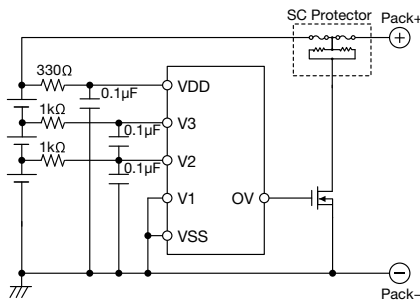 SC Protector
Pack+
330Ω
0.1μF
VDD
1kΩ
0.1μF
V3
1kΩ
0.1μF
V2
V1
OV
VSS
Pack−